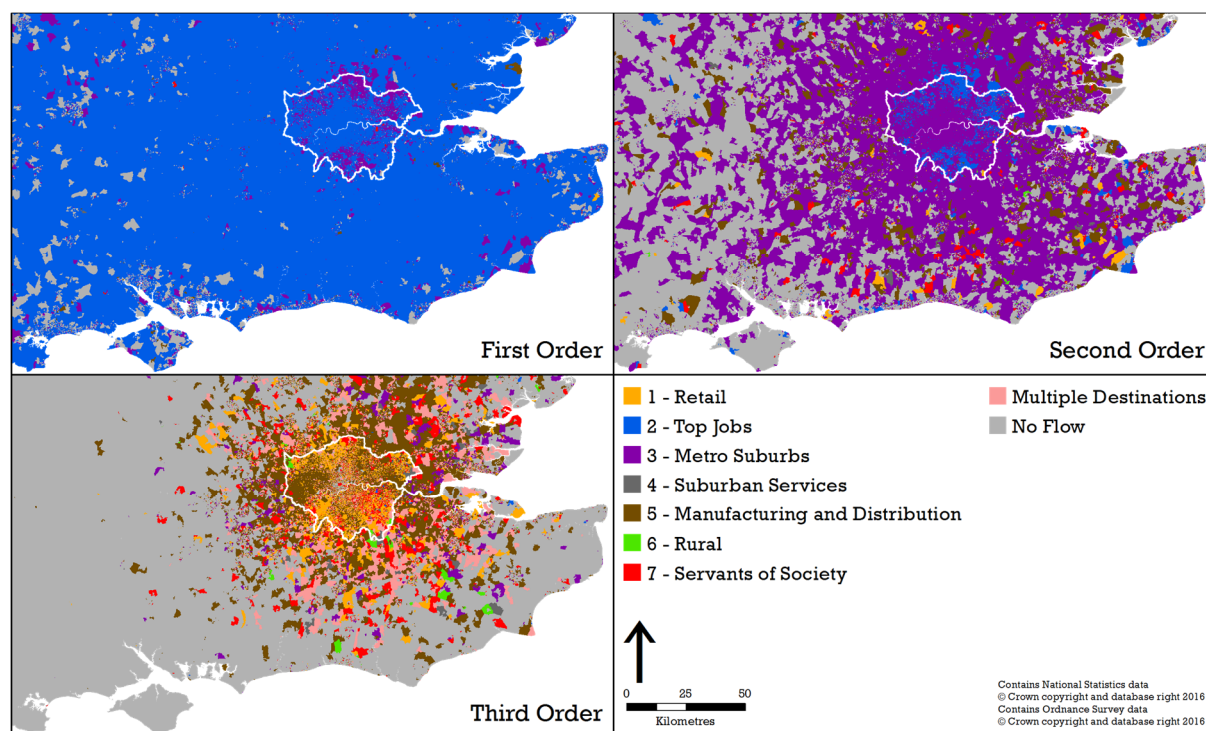 First Order
Second Order
Third Order
1 - Retail
2 - Top Jobs
3 - Metro Suburbs
4 - Suburban Services
5 - Manufacturing and Distribution
6 - Rural
7 - Servants of Society
Multiple Destinations
No Flow
0 25 50
Kilometres
Contains National Statistics data
© Crown copyright and database right 2016
Contains Ordnance Survey data
© Crown copyright and database right 2016